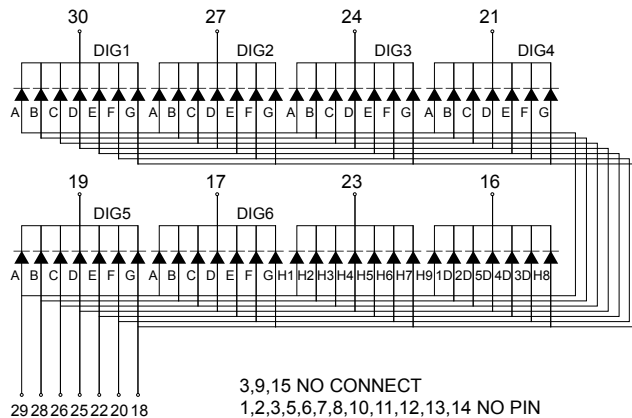 30 27 24 21
DIG1 DIG2 DIG3 DIG4
A B C D E F G A B C D E F G A B C D E F G A B C D E F G
19 17 23 16
DIG5 DIG6
A B C D E F G A B C D E F G H1 H2 H3 H4 H5 H6 H7 H9 1D 2D 5D 4D 3D H8
29 28 26 25 22 20 18
3,9,15 NO CONNECT
1,2,3,5,6,7,8,10,11,12,13,14 NO PIN